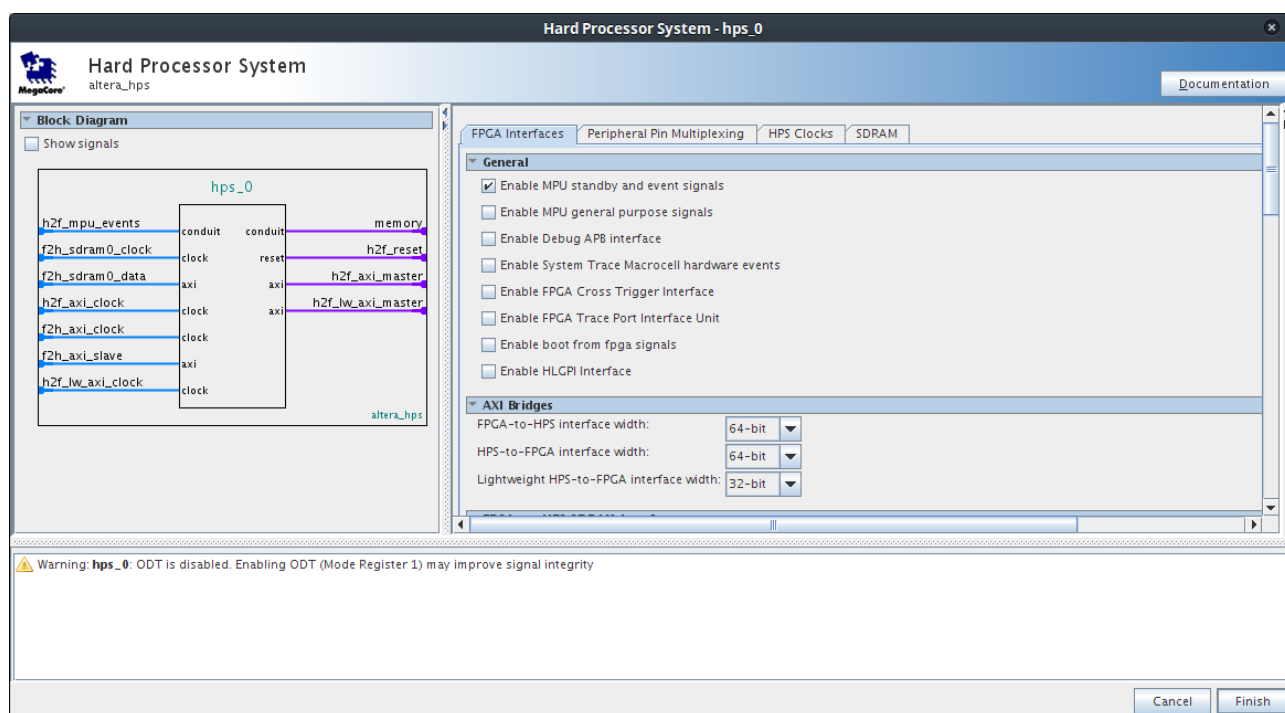 Hard Processor System - hps_0
Hard Processor System
altera_hps
MegaCore®
Documentation
Block Diagram
Show signals
hps_0
h2f_mpu_events
conduit
conduit
memory
f2h_sdram0_clock
clock
reset
h2f_reset
f2h_sdram0_data
axi
axi
h2f_axi_master
h2f_axi_clock
clock
axi
h2f_lw_axi_master
f2h_axi_clock
clock
f2h_axi_slave
axi
h2f_lw_axi_clock
clock
altera_hps
FPGA Interfaces
Peripheral Pin Multiplexing
HPS Clocks
SDRAM
General
Enable MPU standby and event signals
Enable MPU general purpose signals
Enable Debug APB interface
Enable System Trace Macrocell hardware events
Enable FPGA Cross Trigger Interface
Enable FPGA Trace Port Interface Unit
Enable boot from fpga signals
Enable HLGPI Interface
AXI Bridges
FPGA-to-HPS interface width: 64-bit
HPS-to-FPGA interface width: 64-bit
Lightweight HPS-to-FPGA interface width: 32-bit
Warning: hps_0: ODT is disabled. Enabling ODT (Mode Register 1) may improve signal integrity
Cancel
Finish